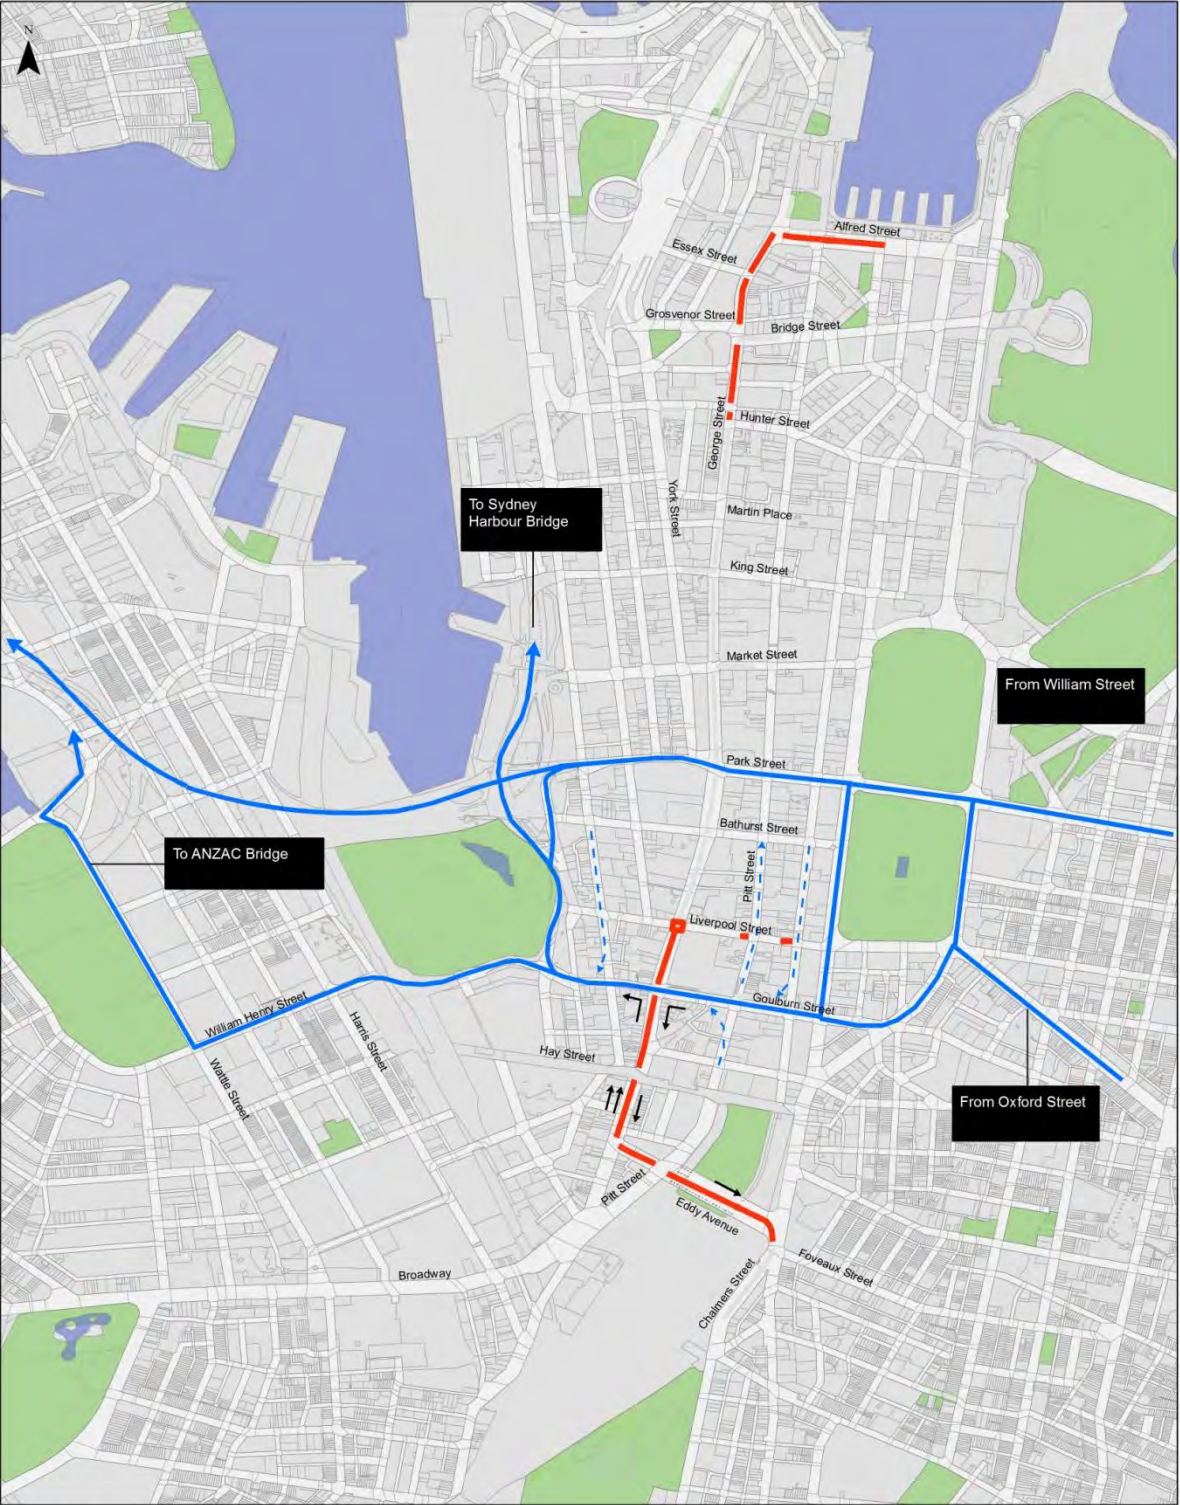 N
Alfred Street
Essex Street
Grosvenor Street
Bridge Street
George Street
Hunter Street
To Sydney
Harbour Bridge
York Street
Martin Place
King Street
Market Street
From William Street
Park Street
Bathurst Street
To ANZAC Bridge
Pitt Street
Liverpool Street
Goulburn Street
William Henry Street
Harris Street
Hay Street
Wattle Street
From Oxford Street
Pitt Street
Eddy Avenue
Foveaux Street
Chalmers Street
Broadway